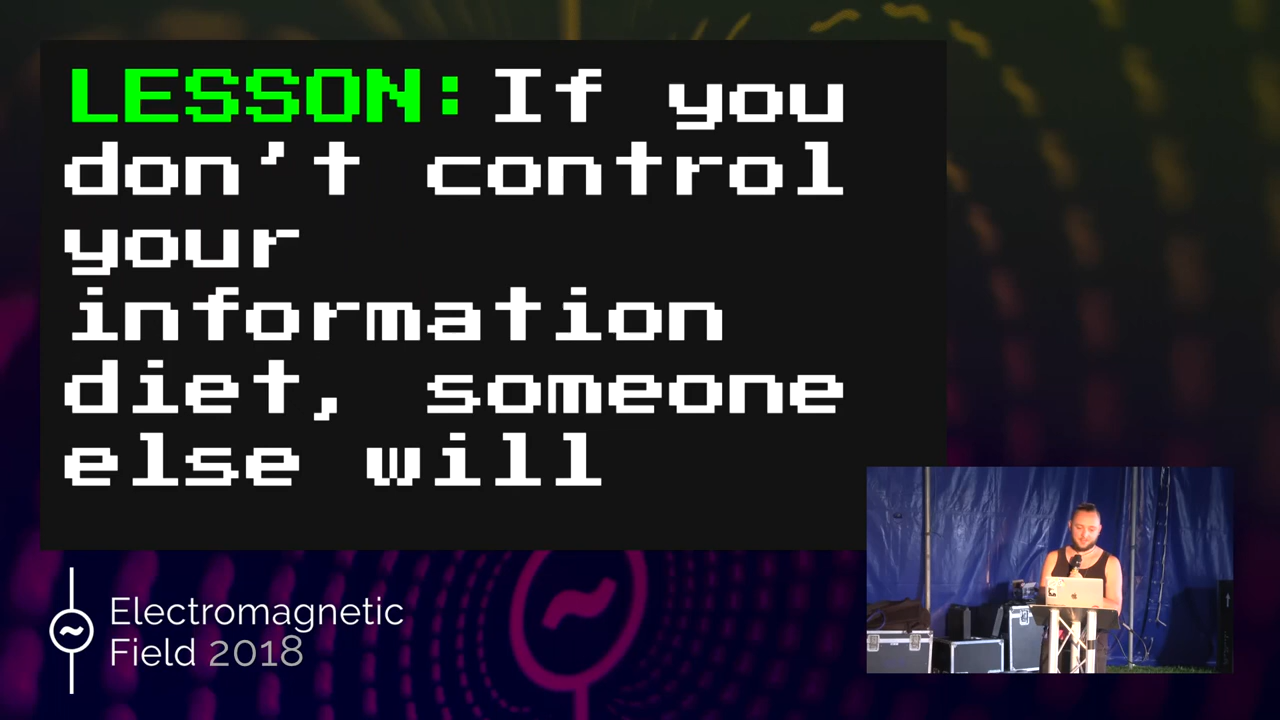 LESSON: If you
don't control
your
information
diet, someone
else will
Electromagnetic
Field 2018